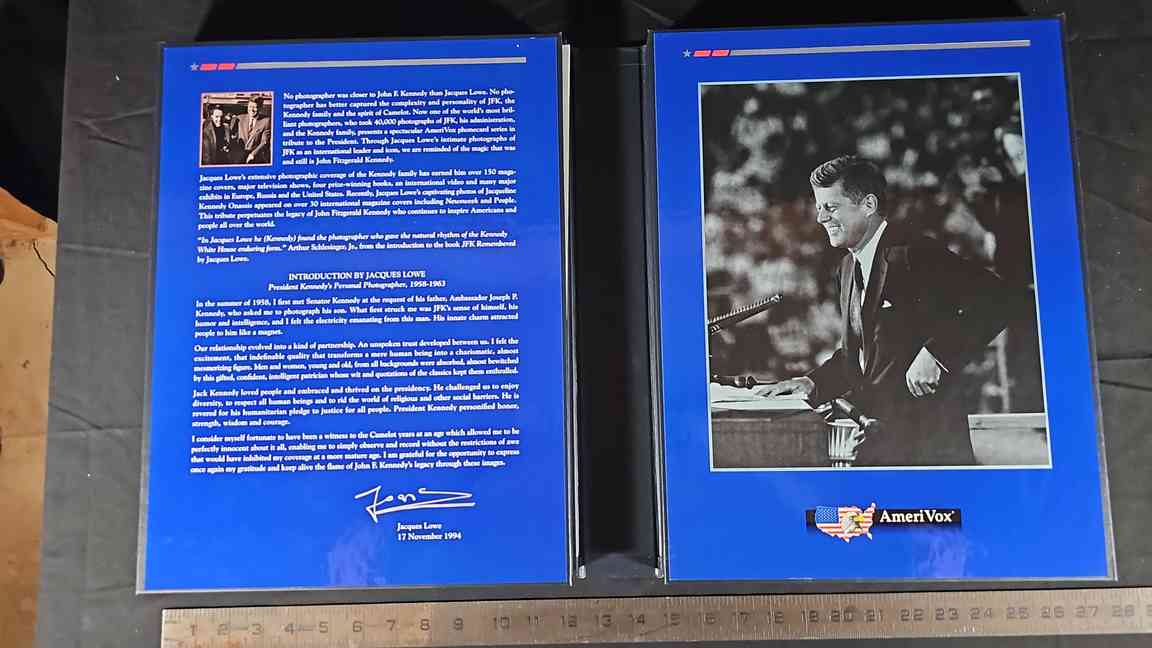 No photographer was closer to John F. Kennedy than Jacques Lowe. No pho-
tographer has better captured the complexity and personality of JFK, the
Kennedy family and the spirit of Camelot. Now one of the world's most bril-
liant photographers, who took 40,000 photographs of JFK, his administration,
and the Kennedy family, presents a spectacular AmeriVox phonecard series in
tribute to the President. Through Jacques Lowe's intimate photographs of
JFK as an international leader and icon, we are reminded of the magic that was
and still is John Fitzgerald Kennedy.
Jacques Lowe's extensive photographic coverage of the Kennedy family has earned him over 150 maga-
zine covers, major television shows, four prize-winning books, an international video and many major
exhibits in Europe, Russia and the United States. Recently, Jacques Lowe's captivating photos of Jacqueline
Kennedy Onassis appeared on over 30 international magazine covers including Newsweek and People.
This tribute perpetuates the legacy of John Fitzgerald Kennedy who continues to inspire Americans and
people all over the world.
"In Jacques Lowe he (Kennedy) found the photographer who gave the natural rhythm of the Kennedy
White House enduring form." Arthur Schlesinger, Jr., from the introduction to the book JFK Remembered
by Jacques Lowe.
INTRODUCTION BY JACQUES LOWE
President Kennedy's Personal Photographer, 1958-1963
In the summer of 1958, I first met Senator Kennedy at the request of his father, Ambassador Joseph P.
Kennedy, who asked me to photograph his son. What first struck me was JFK's sense of himself, his
humor and intelligence, and I felt the electricity emanating from this man. His innate charm attracted
people to him like a magnet.
Our relationship evolved into a kind of partnership. An unspoken trust developed between us. I felt the
excitement, that indefinable quality that transforms a mere human being into a charismatic, almost
mesmerizing figure. Men and women, young and old, from all backgrounds were absorbed, almost bewitched
by this gifted, confident, intelligent patrician whose wit and quotations of the classics kept them enthralled.
Jack Kennedy loved people and embraced and thrived on the presidency. He challenged us to enjoy
diversity, to respect all human beings and to rid the world of religious and other social barriers. He is
revered for his humanitarian pledge to justice for all people. President Kennedy personified honor,
strength, wisdom and courage.
I consider myself fortunate to have been a witness to the Camelot years at an age which allowed me to be
perfectly innocent about it all, enabling me to simply observe and record without the restrictions of awe
that would have inhibited my coverage at a more mature age. I am grateful for the opportunity to express
once again my gratitude and keep alive the flame of John F. Kennedy's legacy through these images.
Jacques Lowe
17 November 1994
AmeriVox
1 2 3 4 5 6 7 8 9 10 11 12 13 14 15 16 17 18 19 20 21 22 23 24 25 26 27 28